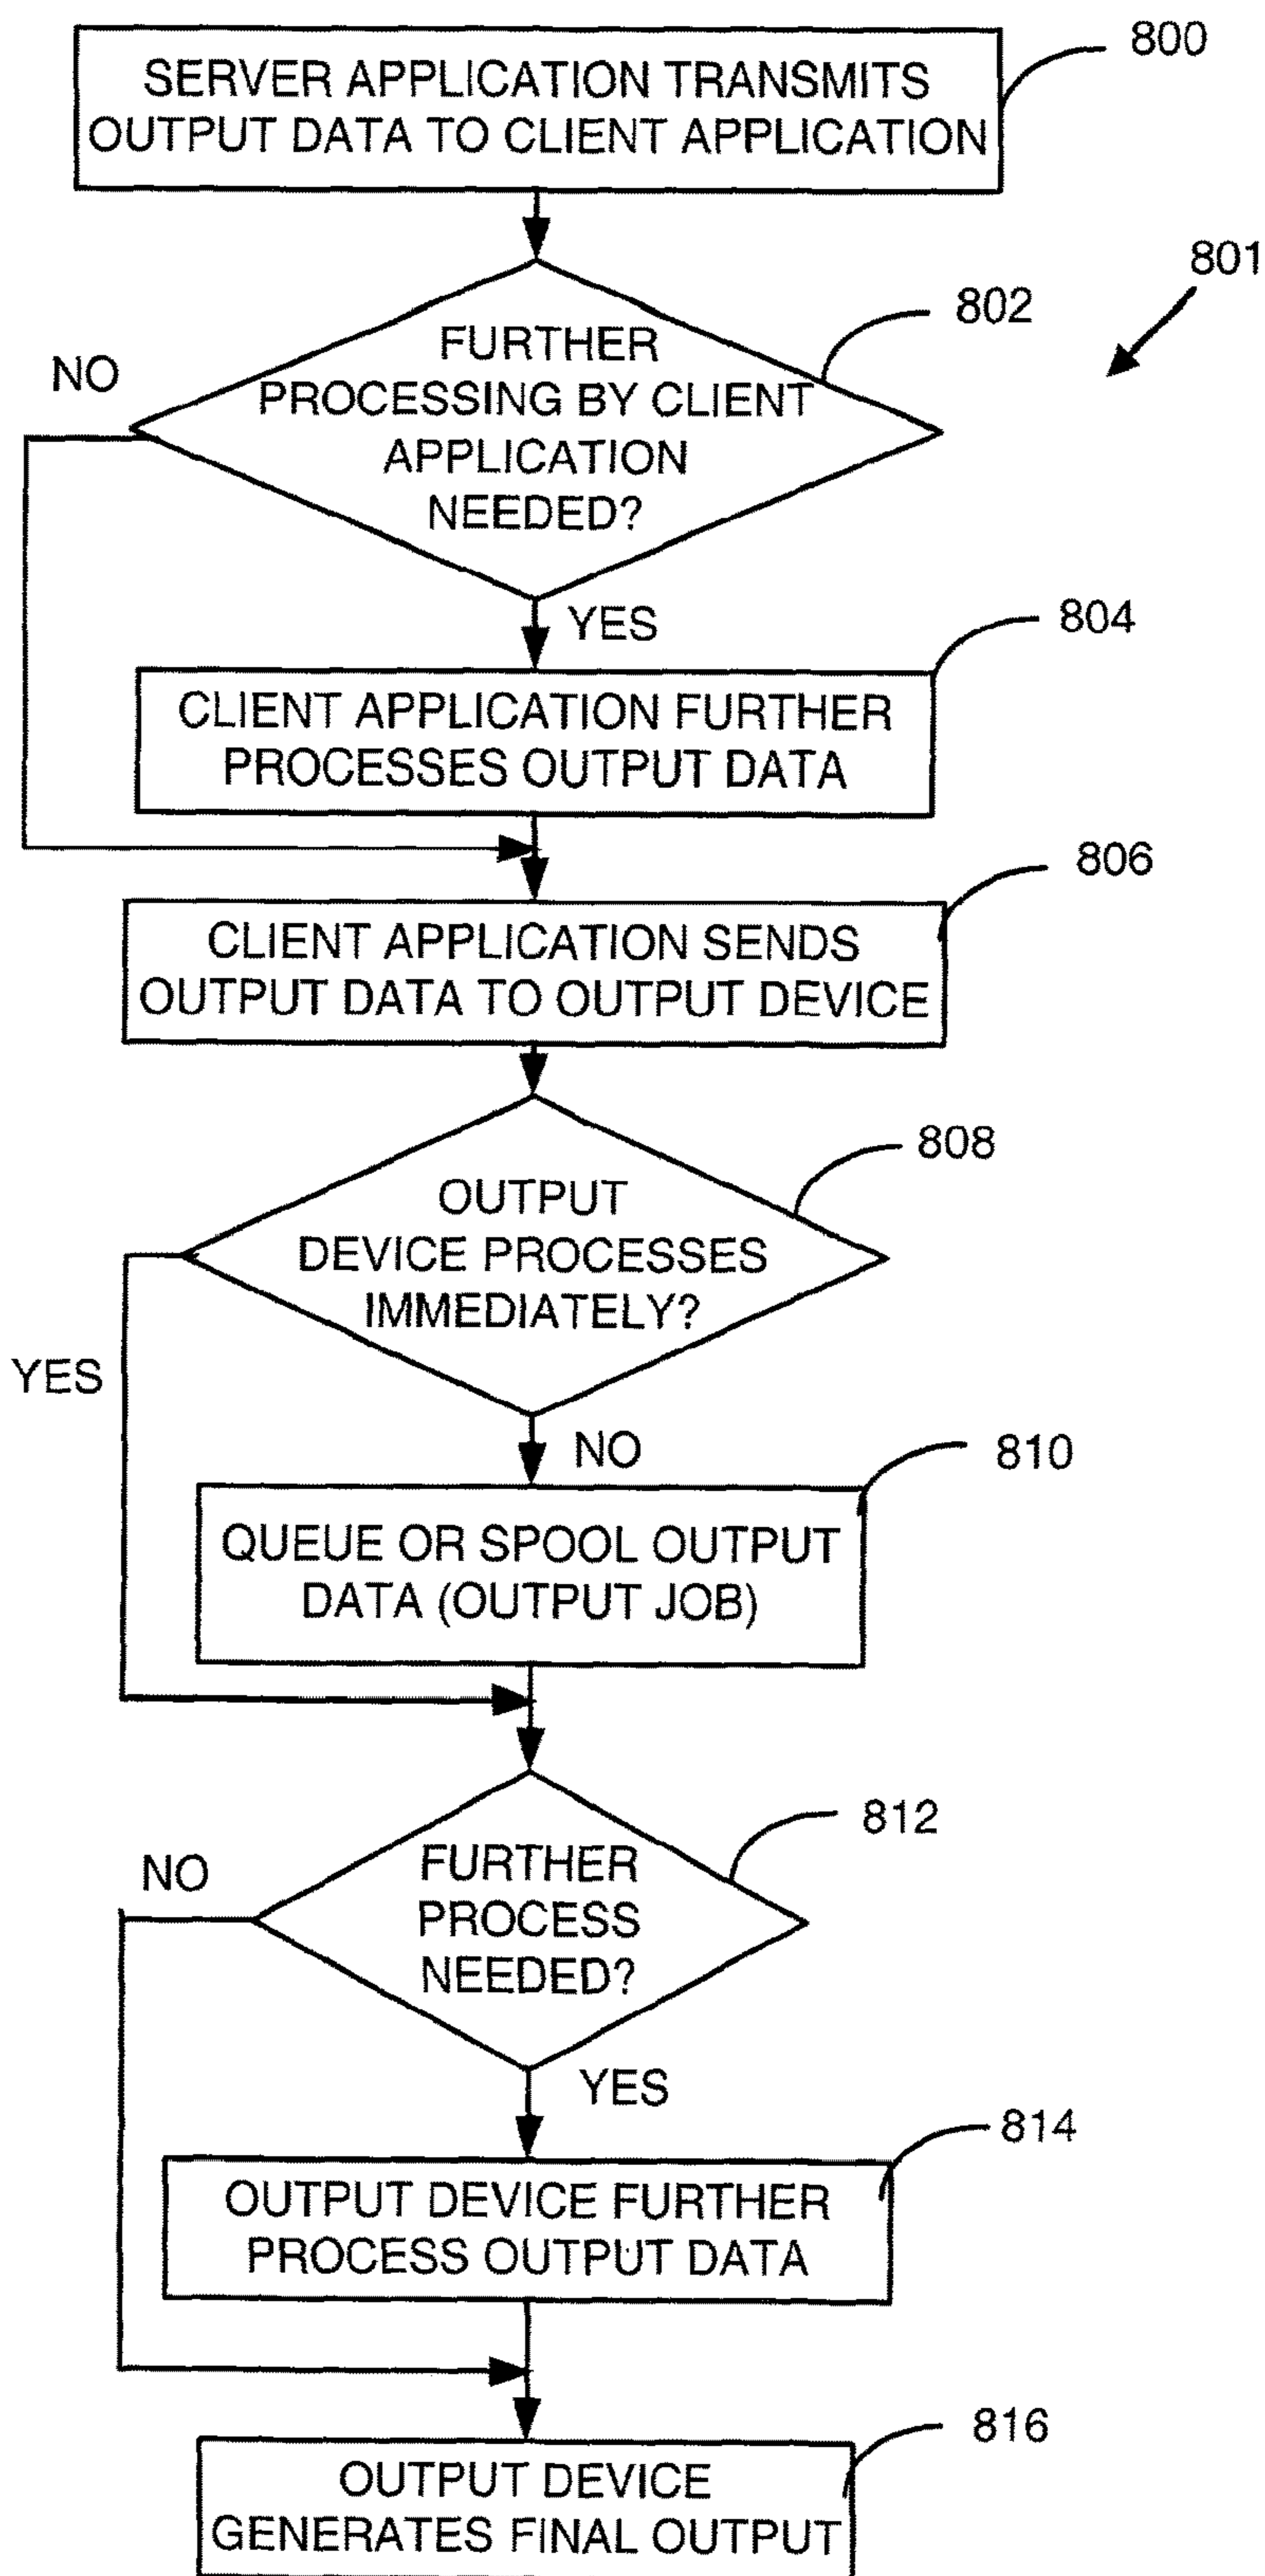 800
SERVER APPLICATION TRANSMITS
OUTPUT DATA TO CLIENT APPLICATION
801
802
FURTHER
PROCESSING BY CLIENT
APPLICATION
NEEDED?
NO
YES
804
CLIENT APPLICATION FURTHER
PROCESSES OUTPUT DATA
806
CLIENT APPLICATION SENDS
OUTPUT DATA TO OUTPUT DEVICE
808
OUTPUT
DEVICE PROCESSES
IMMEDIATELY?
YES
NO
810
QUEUE OR SPOOL OUTPUT
DATA (OUTPUT JOB)
812
FURTHER
PROCESS
NEEDED?
NO
YES
814
OUTPUT DEVICE FURTHER
PROCESS OUTPUT DATA
816
OUTPUT DEVICE
GENERATES FINAL OUTPUT